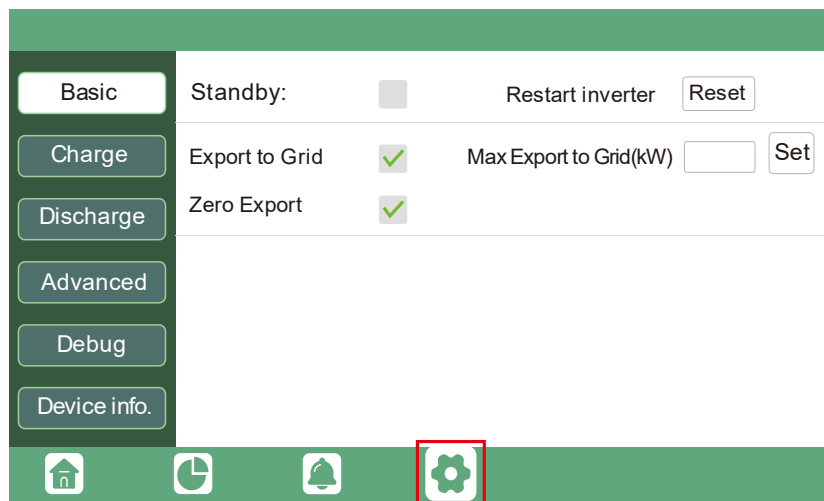 Basic
Standby:
Restart inverter
Reset
Charge
Export to Grid
Max Export to Grid(kW)
Set
Discharge
Zero Export
Advanced
Debug
Device info.